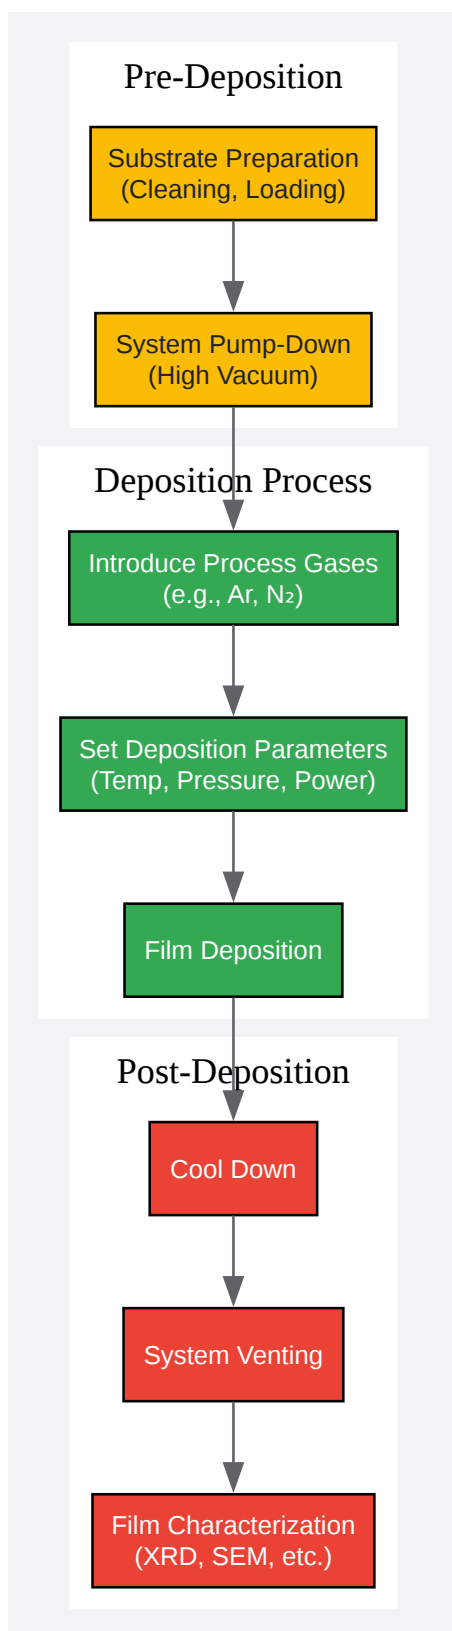 Pre-Deposition
Substrate Preparation
(Cleaning, Loading)
System Pump-Down
(High Vacuum)
Deposition Process
Introduce Process Gases
(e.g., Ar, N₂)
Set Deposition Parameters
(Temp, Pressure, Power)
Film Deposition
Post-Deposition
Cool Down
System Venting
Film Characterization
(XRD, SEM, etc.)